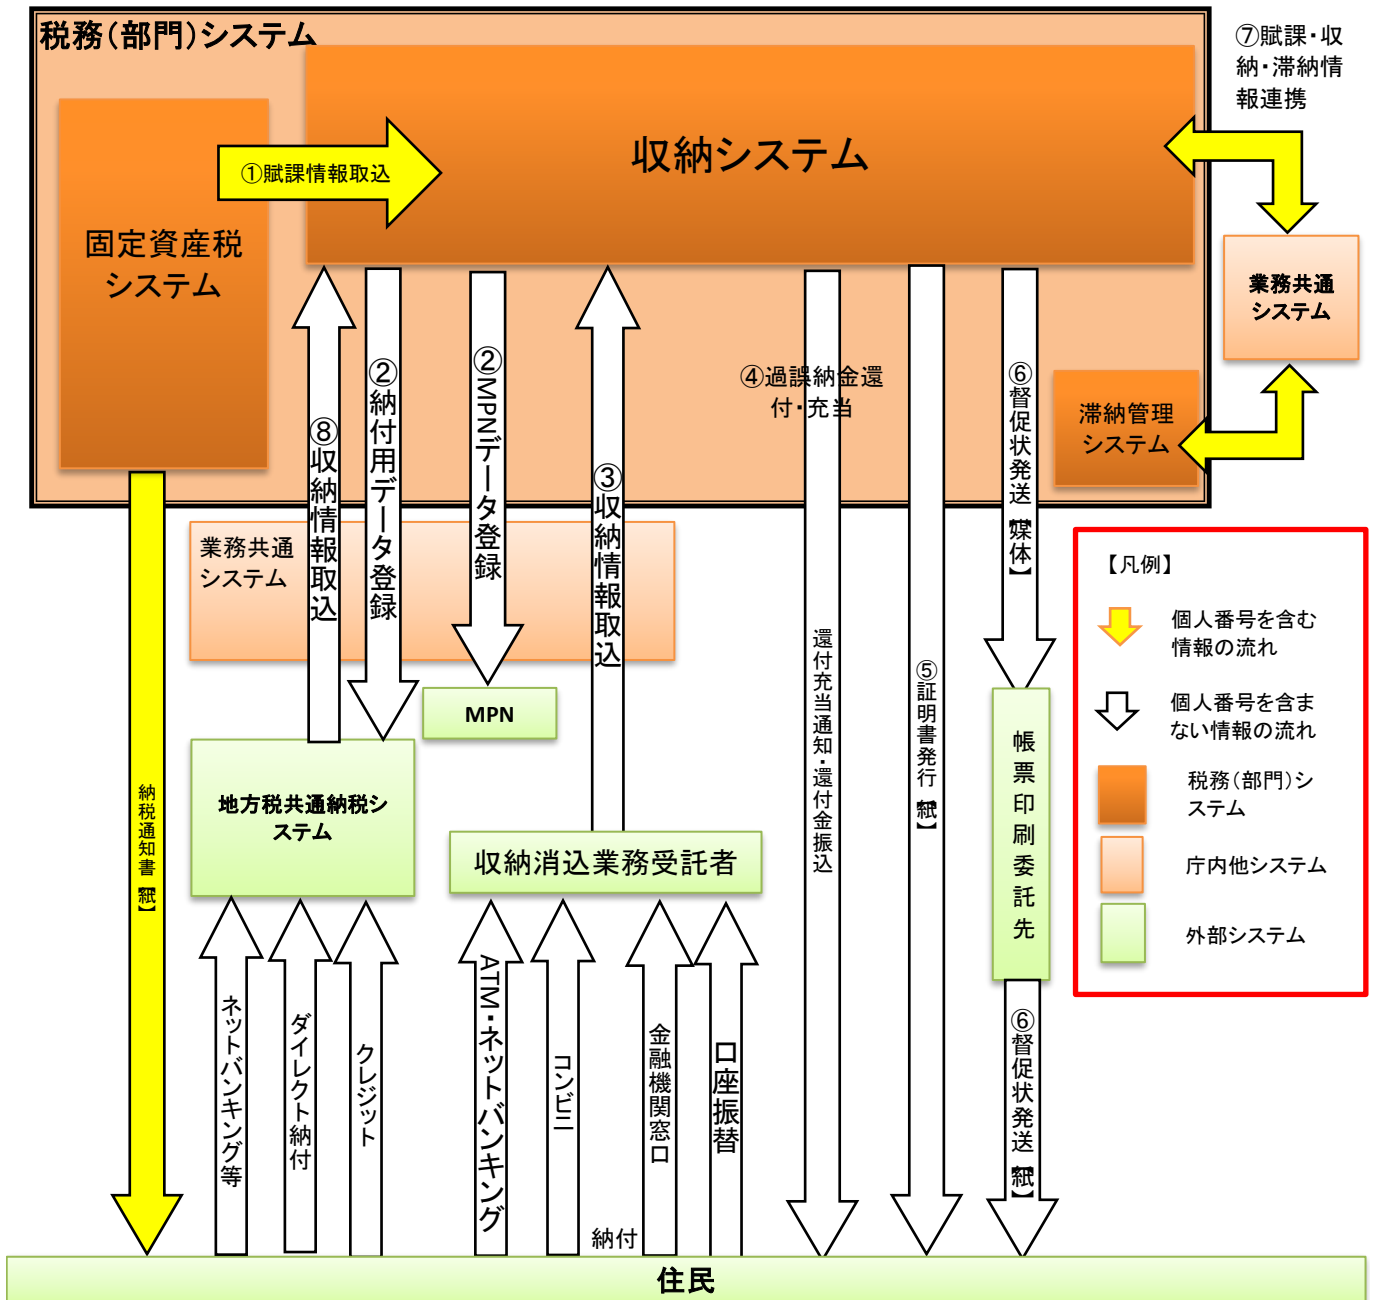 税務（部門）システム
⑦賦課・収
納・滞納情
報連携
収納システム
①賦課情報取込
固定資産税
システム
業務共通
システム
②納付用データ登録
②MPNデータ登録
④過誤納金還
付・充当
⑥督促状発送【媒体】
滞納管理
システム
⑧収納情報取込
③収納情報取込
業務共通
システム
【凡例】
個人番号を含む
情報の流れ
個人番号を含ま
ない情報の流れ
税務（部門）シ
ステム
庁内他システム
外部システム
還付充当通知・還付金振込
⑤証明書発行【紙】
MPN
帳票印刷委託先
納税通知書【紙】
地方税共通納税シ
ステム
収納消込業務受託者
ネットバンキング等
ダイレクト納付
クレジット
ATM・ネットバンキング
コンビニ
金融機関窓口
口座振替
⑥督促状発送【紙】
納付
住民